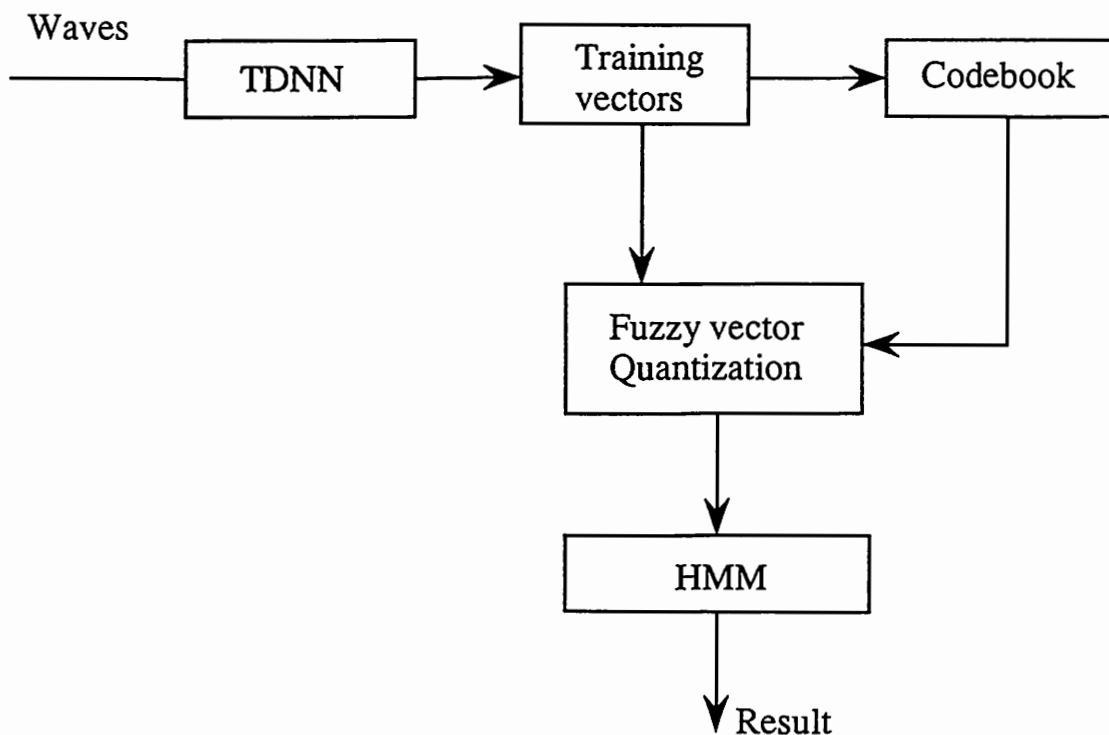 Waves
TDNN
Training
vectors
Codebook
Fuzzy vector
Quantization
HMM
Result